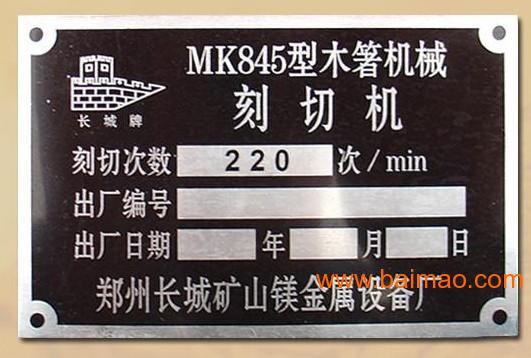 MK845型木箸机械
长城牌
刻切机
刻切次数 220 次/min
出厂编号
出厂日期 年 月 日
www.baimao.com
郑州长城矿山镁金属设备厂